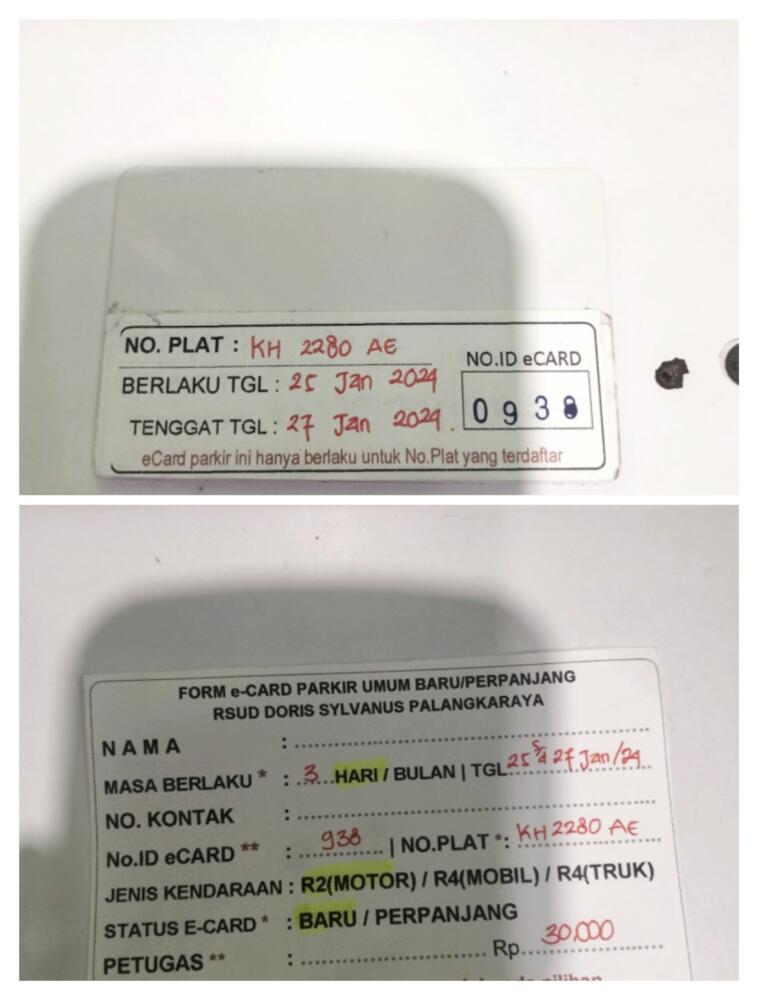 NO. PLAT : KH 2280 AE
BERLAKU TGL : 25 Jan 2024
TENGGAT TGL : 27 Jan 2024.
NO.ID eCARD
0938
eCard parkir ini hanya berlaku untuk No.Plat yang terdaftar
FORM e-CARD PARKIR UMUM BARU/PERPANJANG
RSUD DORIS SYLVANUS PALANGKARAYA
N A M A : ..............................
MASA BERLAKU * : ..3....HARI / BULAN | TGL..25 s/d 27 Jan/24..
NO. KONTAK : ..............................
No.ID eCARD ** : ....938.... | NO.PLAT *: KH 2280 AE
JENIS KENDARAAN : R2(MOTOR) / R4(MOBIL) / R4(TRUK)
STATUS E-CARD * : BARU / PERPANJANG
PETUGAS ** : .................... Rp....30.000....